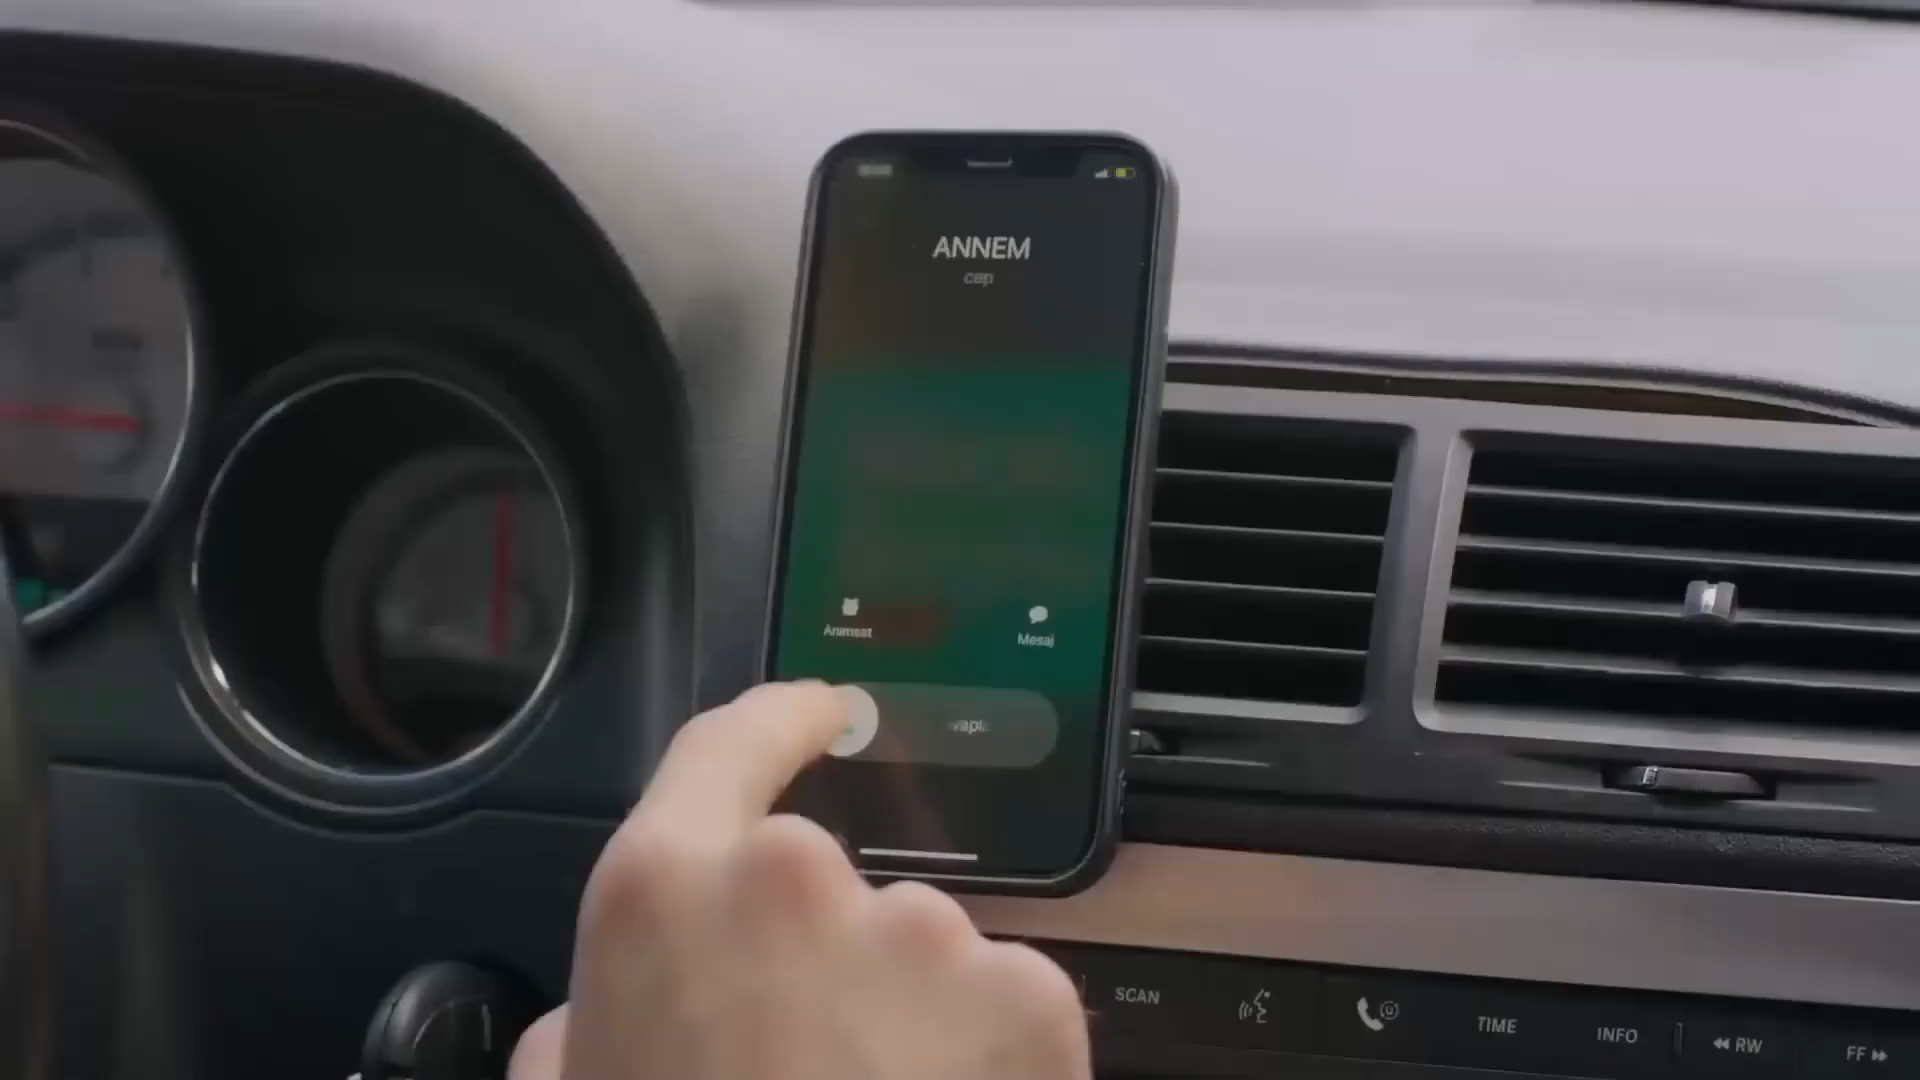 ANNEM
cep
Anımsat
Mesaj
SCAN
TIME
INFO
RW
FF